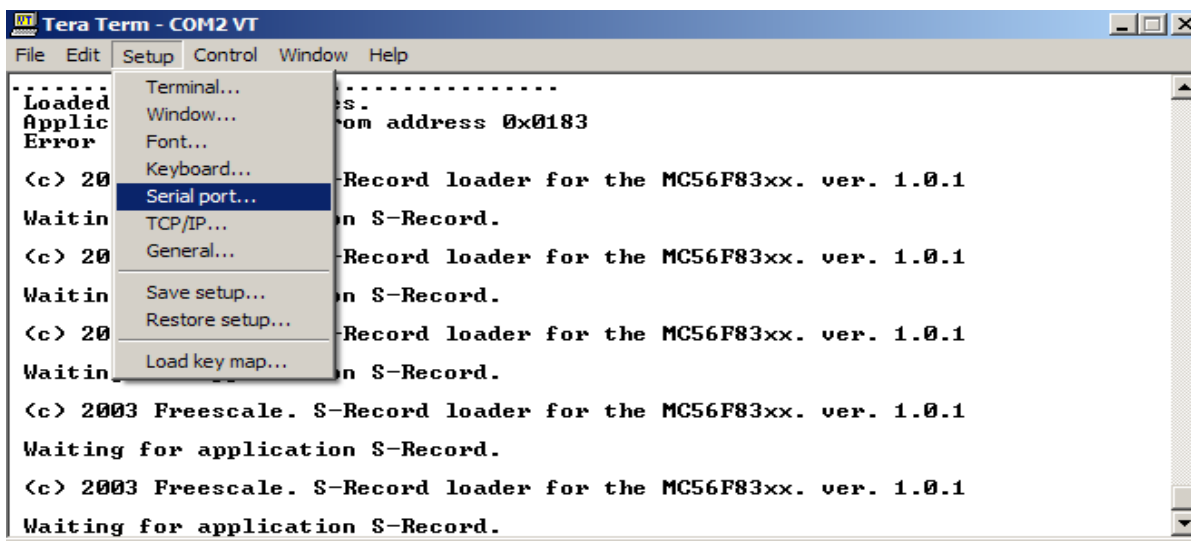 Tera Term - COM2 VT
File Edit Setup Control Window Help
Terminal...
Window...
Font...
Keyboard...
Serial port...
TCP/IP...
General...
Save setup...
Restore setup...
Load key map...
...............................
Loaded
Applic om address 0x0183
Error
(c) 20 -Record loader for the MC56F83xx. ver. 1.0.1
Waitin n S-Record.
(c) 20 -Record loader for the MC56F83xx. ver. 1.0.1
Waitin n S-Record.
(c) 20 -Record loader for the MC56F83xx. ver. 1.0.1
Waitin n S-Record.
(c) 2003 Freescale. S-Record loader for the MC56F83xx. ver. 1.0.1
Waiting for application S-Record.
(c) 2003 Freescale. S-Record loader for the MC56F83xx. ver. 1.0.1
Waiting for application S-Record.